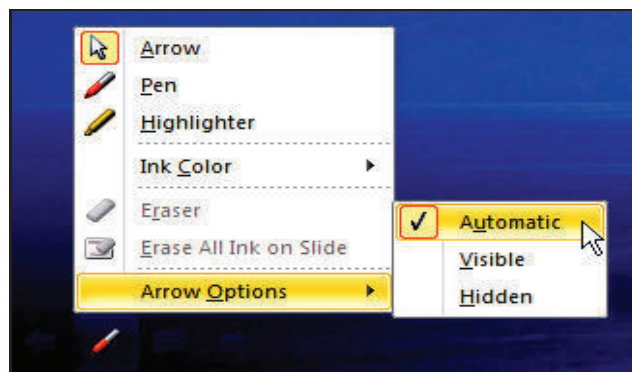 Arrow
Pen
Highlighter
Ink Color
Eraser
Erase All Ink on Slide
Arrow Options
Automatic
Visible
Hidden